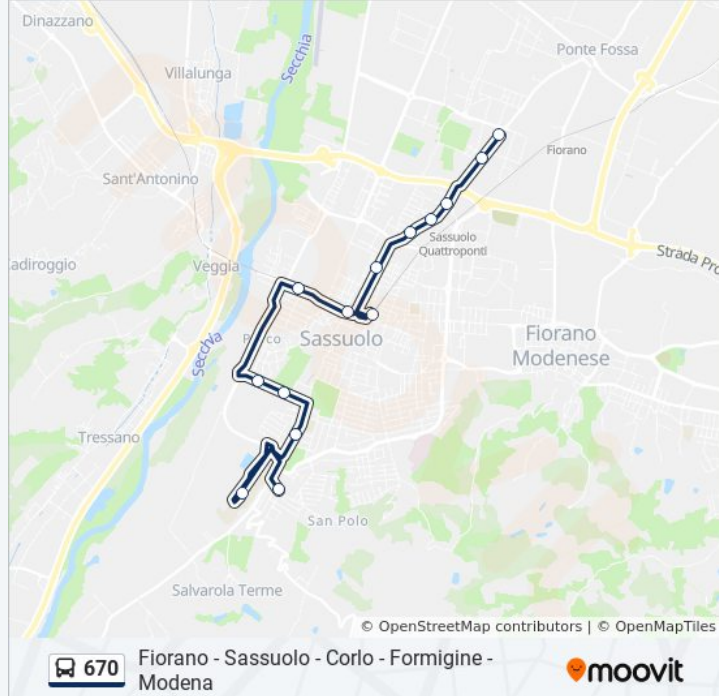 Dinazzano
Ponte Fossa
Villalunga
Secchia
Fiorano
Sant'Antonino
Sassuolo
Quattroponti
Strada Pro
adiroggio
Veggia
Fiorano
Modenese
Sassuolo
Secchia
Tressano
San Polo
Salvarola Terme
© OpenStreetMap contributors | © OpenMapTiles
670
Fiorano - Sassuolo - Corlo - Formigine -
Modena
moovit